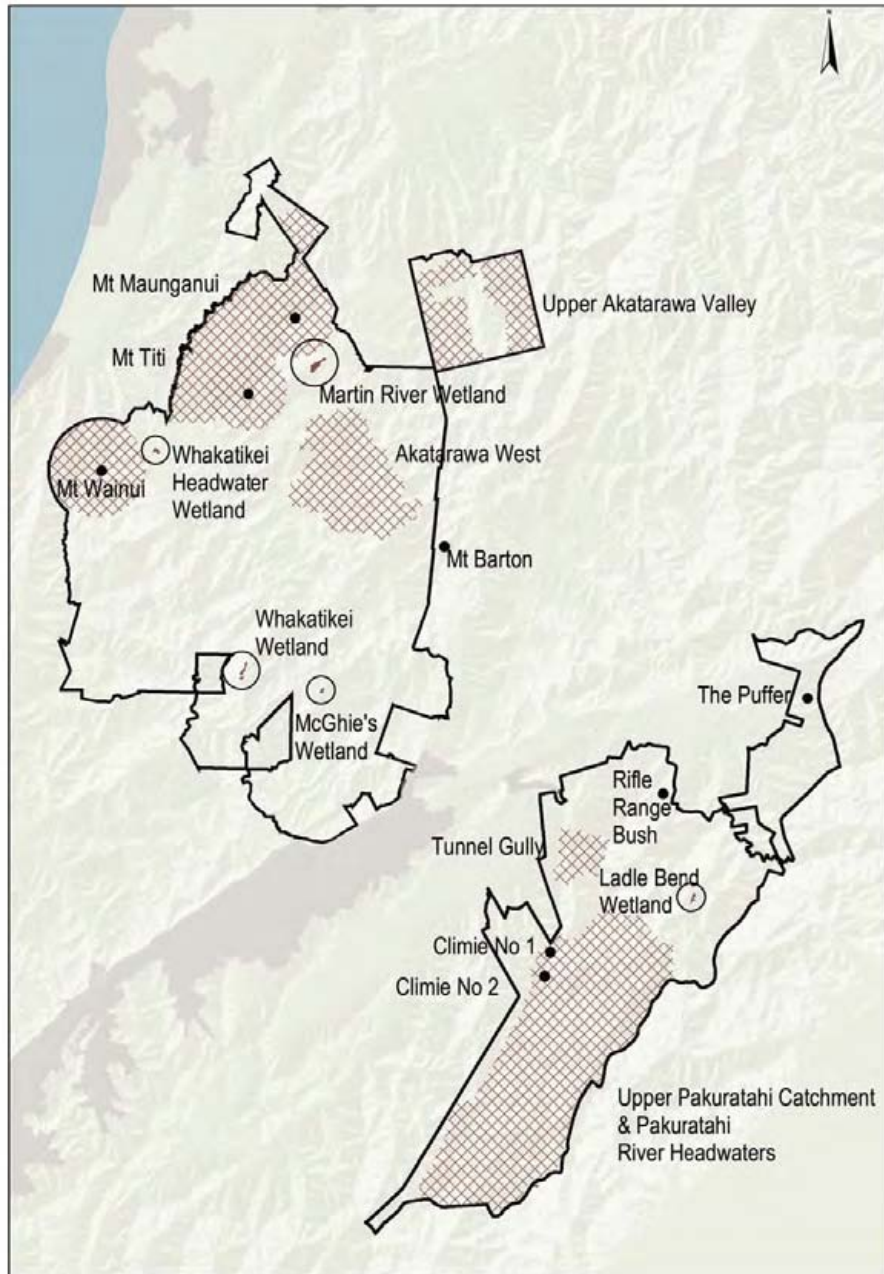 Mt Maunganui
Upper Akatarawa Valley
Mt Titi
Martin River Wetland
Akatarawa West
Whakatikei
Headwater
Wetland
Mt Wainui
Mt Barton
Whakatikei
Wetland
McGhie's
Wetland
The Puffer
Rifle
Range
Bush
Tunnel Gully
Ladle Bend
Wetland
Climie No 1
Climie No 2
Upper Pakuratahi Catchment
& Pakuratahi
River Headwaters